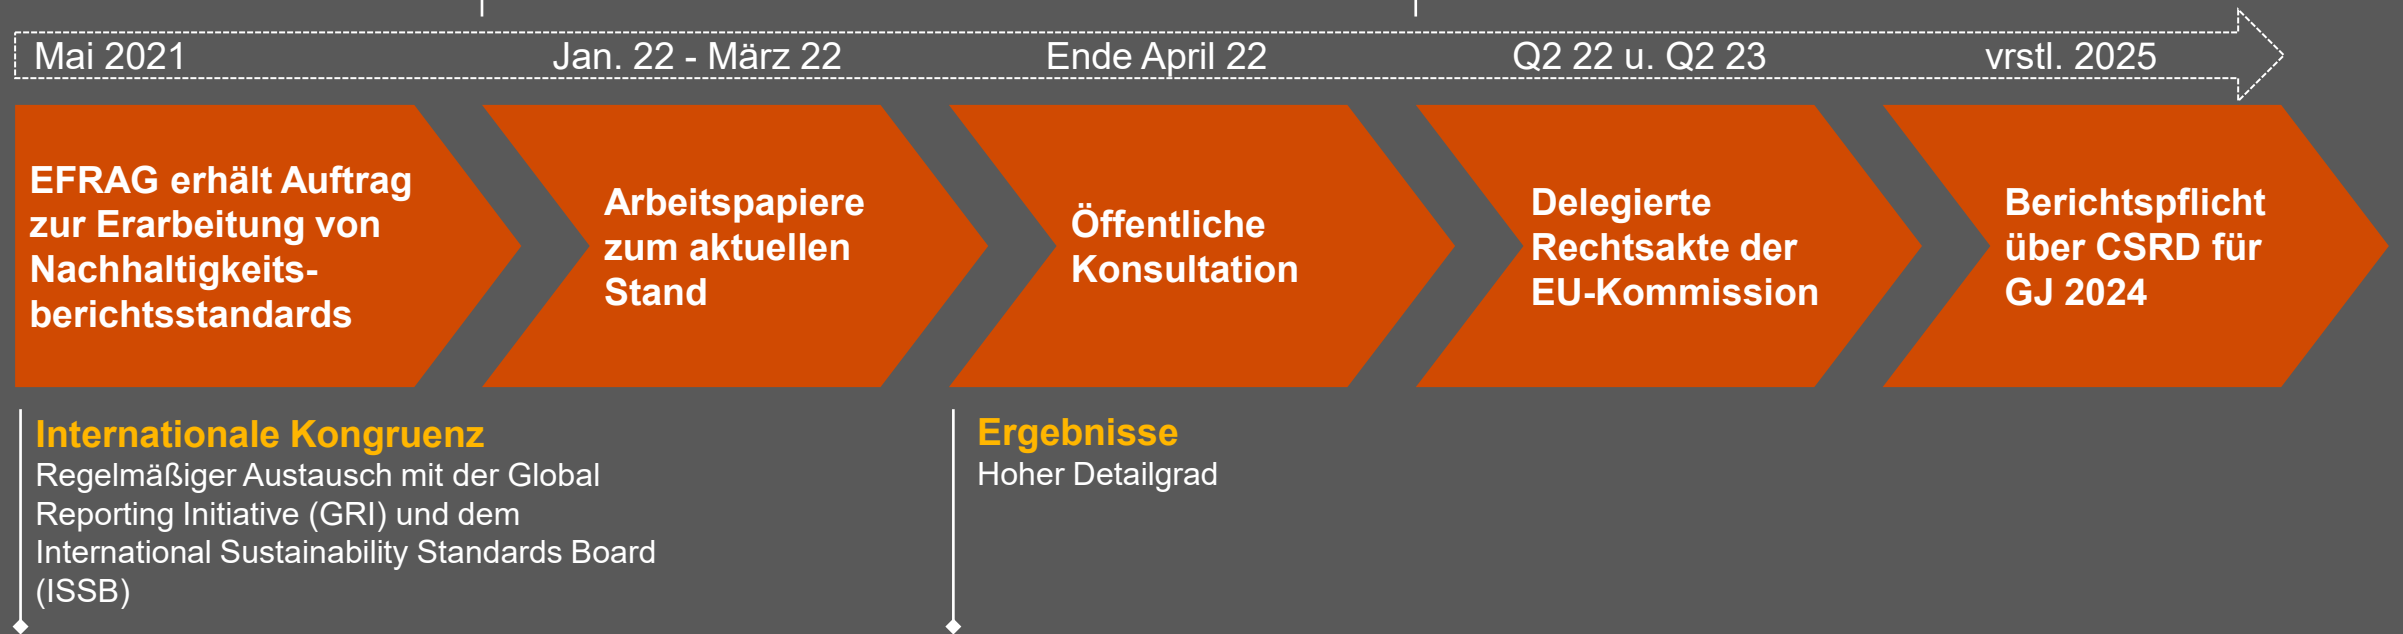 Mai 2021
Jan. 22 - März 22
Ende April 22
Q2 22 u. Q2 23
vrstl. 2025
EFRAG erhält Auftrag
zur Erarbeitung von
Nachhaltigkeits-
berichtsstandards
Arbeitspapiere
zum aktuellen
Stand
Öffentliche
Konsultation
Delegierte
Rechtsakte der
EU-Kommission
Berichtspflicht
über CSRD für
GJ 2024
Internationale Kongruenz
Regelmäßiger Austausch mit der Global
Reporting Initiative (GRI) und dem
International Sustainability Standards Board
(ISSB)
Ergebnisse
Hoher Detailgrad